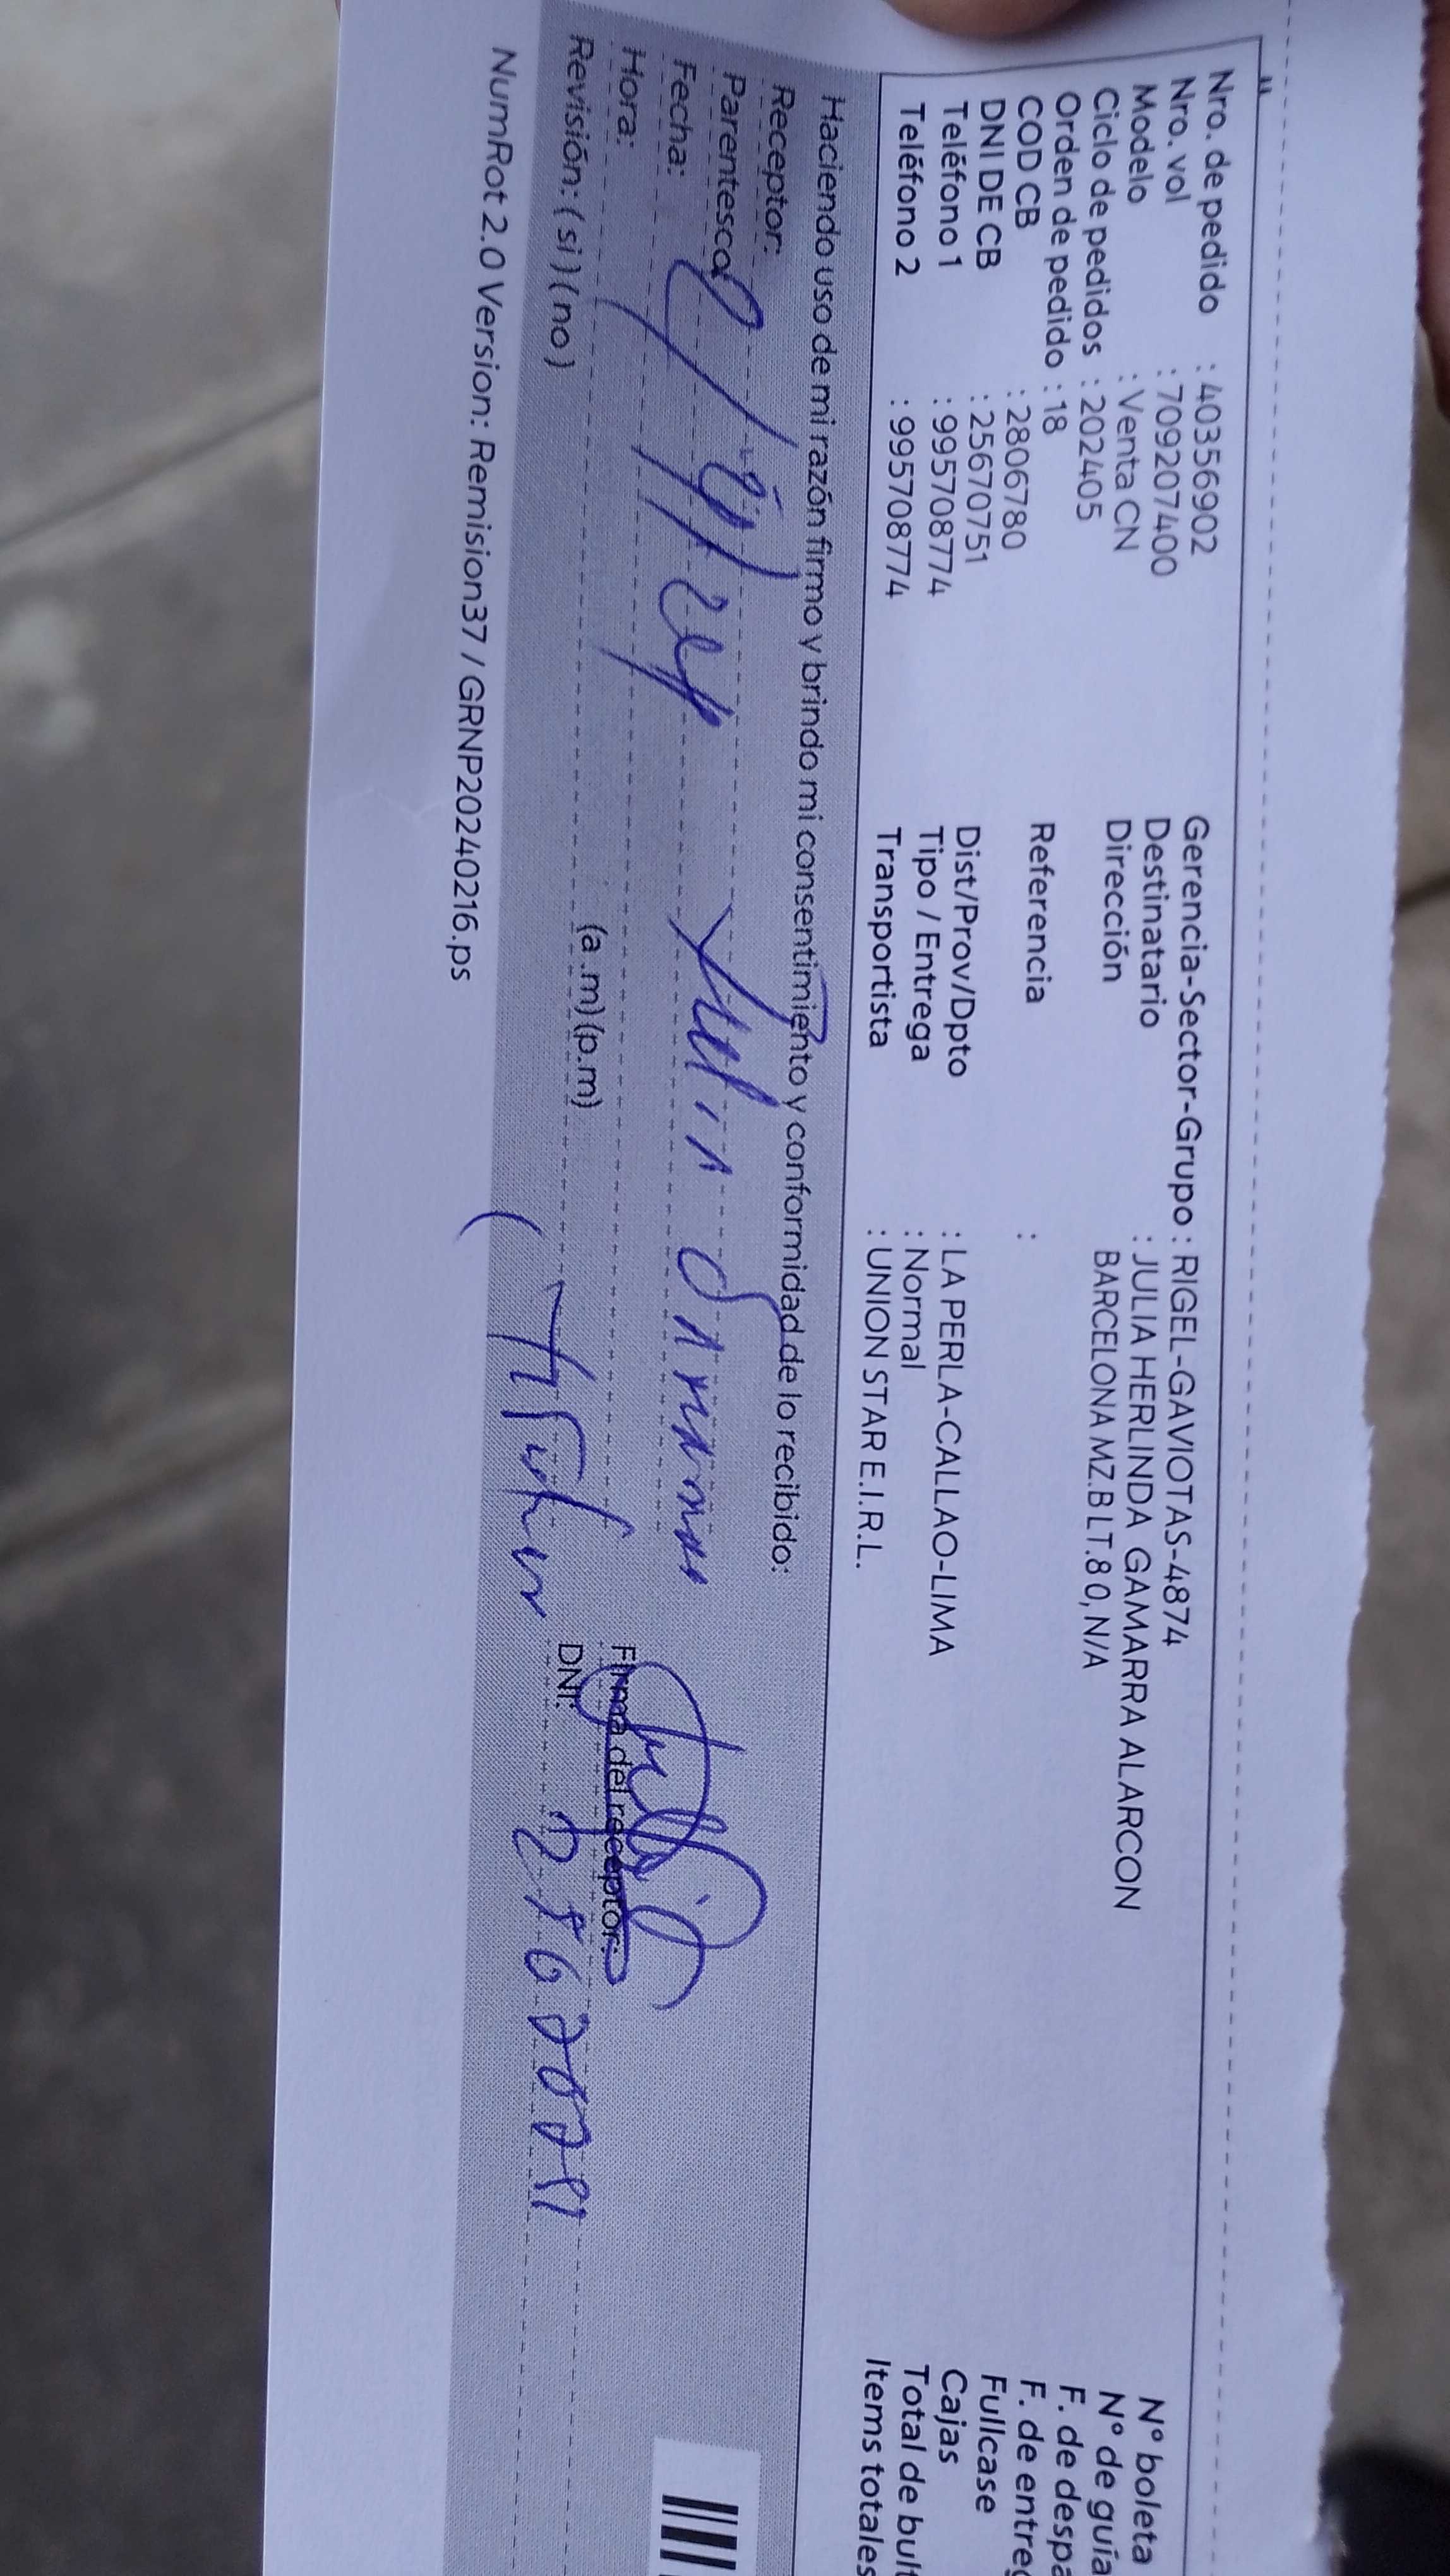 Nro. de pedido : 40356902
Nro. vol : 709207400
Modelo : Venta CN
Ciclo de pedidos : 202405
Orden de pedido : 18
COD CB : 2806780
DNI DE CB : 25670751
Teléfono 1 : 995708774
Teléfono 2 : 995708774
Gerencia-Sector-Grupo : RIGEL-GAVIOTAS-4874
Destinatario : JULIA HERLINDA GAMARRA ALARCON
Dirección BARCELONA MZ.B LT.8 0, N/A
Referencia :
Dist/Prov/Dpto : LA PERLA-CALLAO-LIMA
Tipo / Entrega : Normal
Transportista : UNION STAR E.I.R.L.
N° boleta
N° de guía
F. de despa
F. de entreg
Fullcase
Cajas
Total de bult
Items totales
Haciendo uso de mi razón firmo y brindo mi consentimiento y conformidad de lo recibido:
Receptor:
Parentesco
Fecha:
Hora:
Revisión: ( si ) ( no ) (a .m) (p.m)
Firma del receptor:
DNI:
NumRot 2.0 Version: Remision37 / GRNP20240216.ps